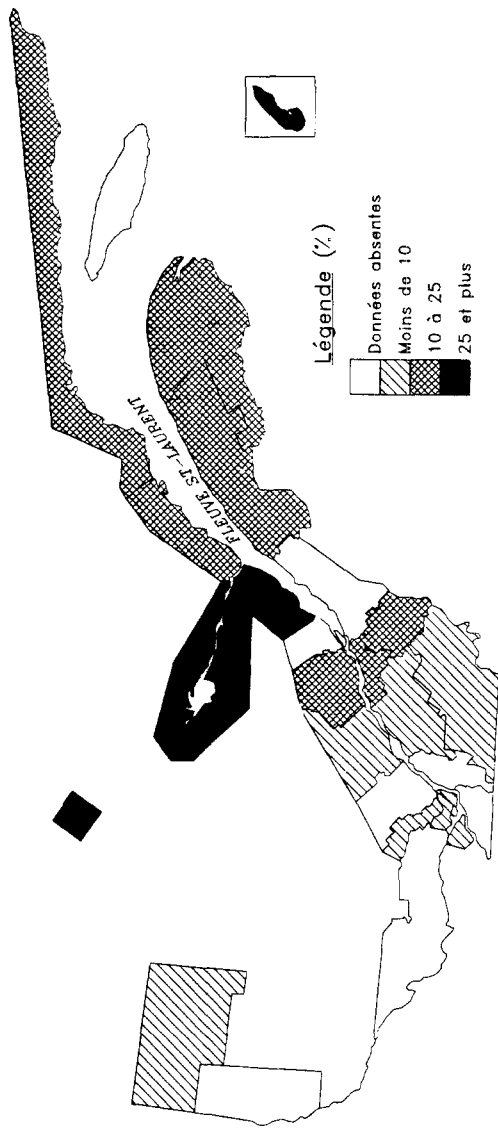 FLEUVE ST-LAURENT
Légende (%)
Données absentes
Moins de 10
10 à 25
25 et plus